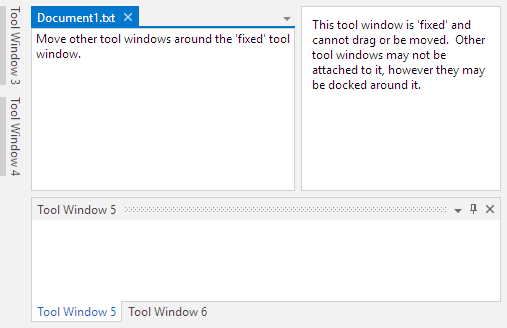 Tool Window 3
Tool Window 4
Document1.txt
Move other tool windows around the 'fixed' tool
window.
This tool window is 'fixed' and
cannot drag or be moved.  Other
tool windows may not be
attached to it, however they may
be docked around it.
Tool Window 5
Tool Window 5
Tool Window 6